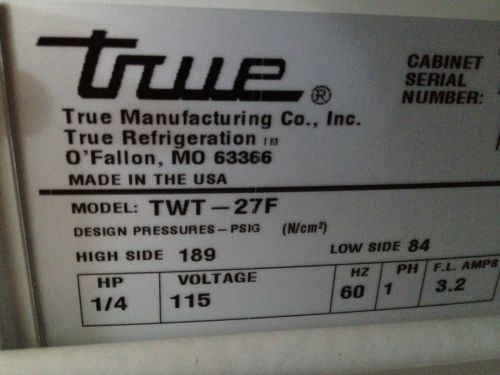 true ®
True Manufacturing Co., Inc.
True Refrigeration TM
O'Fallon, MO 63366
MADE IN THE USA
CABINET
SERIAL
NUMBER:
MODEL: TWT-27F
DESIGN PRESSURES-PSIG (N/cm²)
HIGH SIDE 189 LOW SIDE 84
HP VOLTAGE HZ PH F.L. AMPS
1/4 115 60 1 3.2